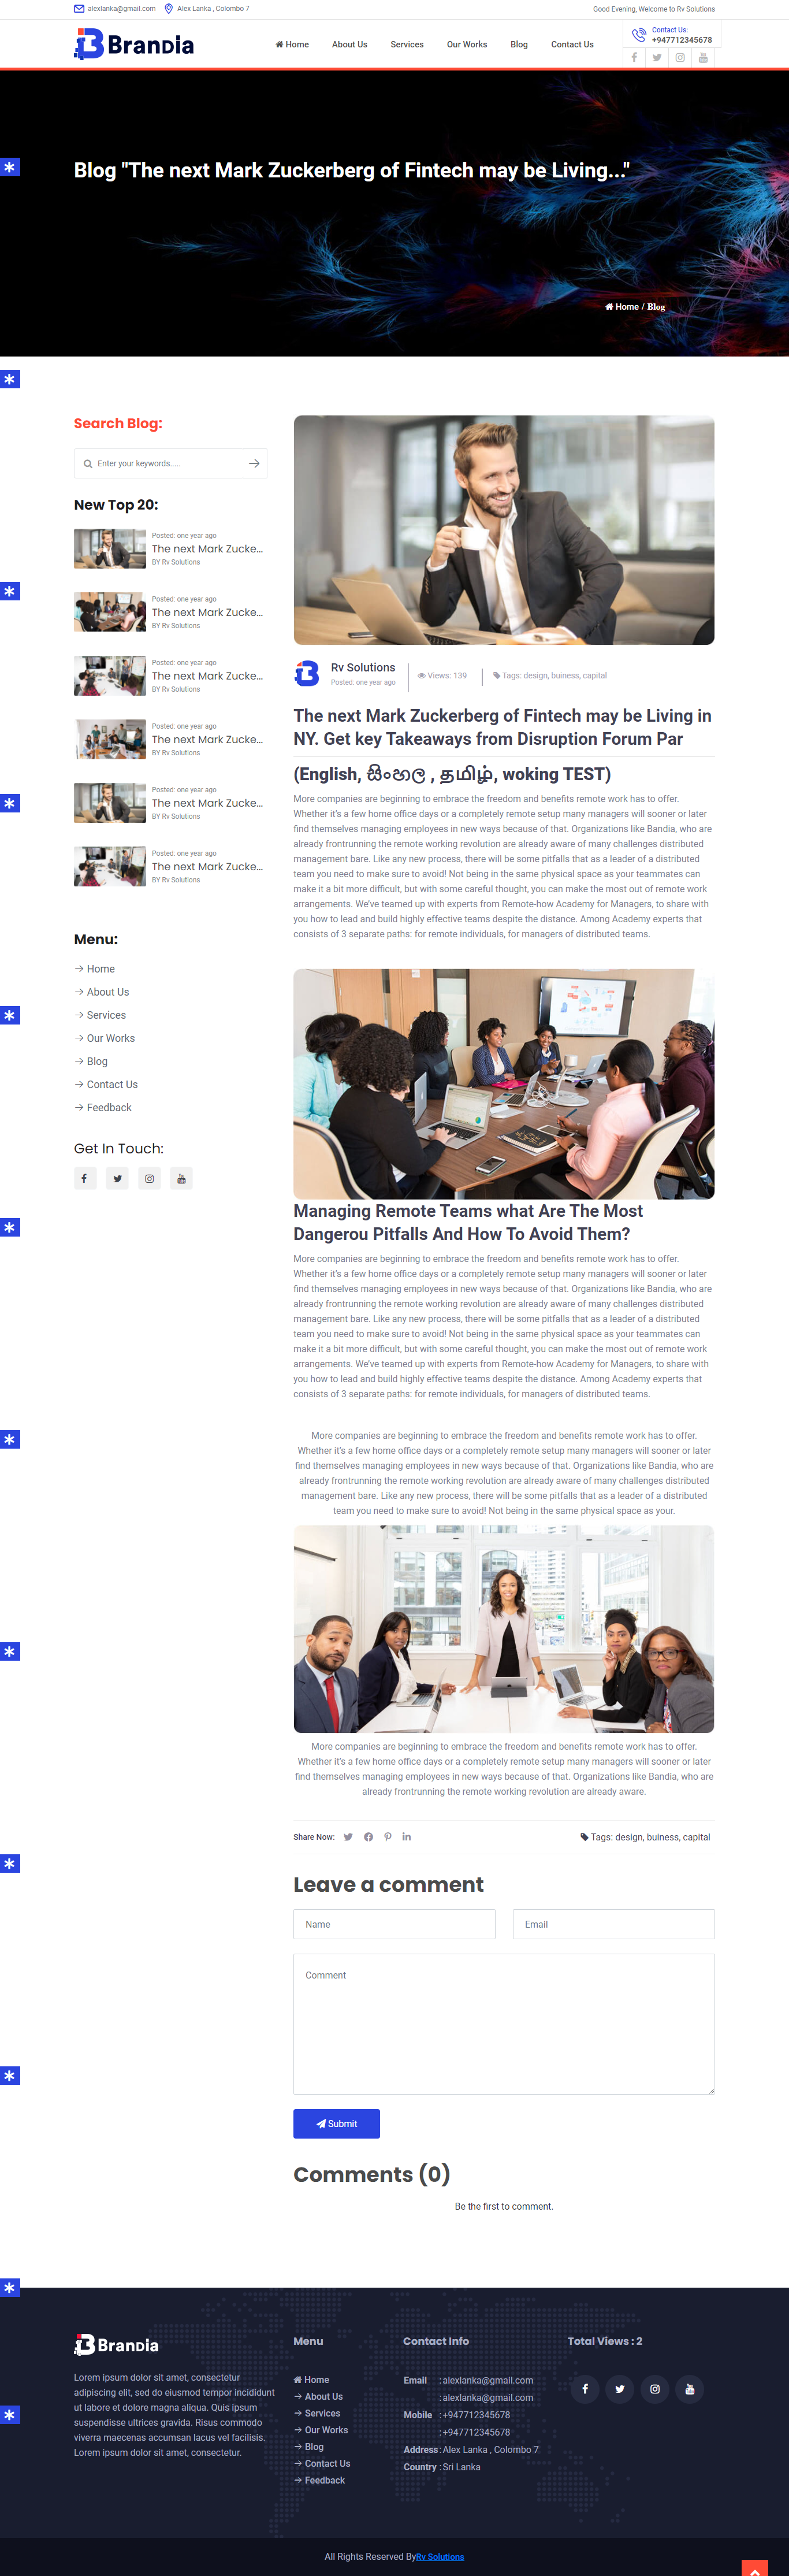 alexlanka@gmail.com Alex Lanka , Colombo 7 Good Evening, Welcome to Rv Solutions
Brandia
Home About Us Services Our Works Blog Contact Us
Contact Us:
+947712345678
Blog "The next Mark Zuckerberg of Fintech may be Living..."
Home / Blog
Search Blog:
Enter your keywords.....
New Top 20:
Posted: one year ago
The next Mark Zucke...
BY Rv Solutions
Posted: one year ago
The next Mark Zucke...
BY Rv Solutions
Posted: one year ago
The next Mark Zucke...
BY Rv Solutions
Posted: one year ago
The next Mark Zucke...
BY Rv Solutions
Posted: one year ago
The next Mark Zucke...
BY Rv Solutions
Posted: one year ago
The next Mark Zucke...
BY Rv Solutions
Menu:
Home
About Us
Services
Our Works
Blog
Contact Us
Feedback
Get In Touch:
Rv Solutions
Posted: one year ago
Views: 139
Tags: design, buiness, capital
The next Mark Zuckerberg of Fintech may be Living in
NY. Get key Takeaways from Disruption Forum Par
(English, සිංහල , தமிழ், woking TEST)
More companies are beginning to embrace the freedom and benefits remote work has to offer.
Whether it's a few home office days or a completely remote setup many managers will sooner or later
find themselves managing employees in new ways because of that. Organizations like Bandia, who are
already frontrunning the remote working revolution are already aware of many challenges distributed
management bare. Like any new process, there will be some pitfalls that as a leader of a distributed
team you need to make sure to avoid! Not being in the same physical space as your teammates can
make it a bit more difficult, but with some careful thought, you can make the most out of remote work
arrangements. We've teamed up with experts from Remote-how Academy for Managers, to share with
you how to lead and build highly effective teams despite the distance. Among Academy experts that
consists of 3 separate paths: for remote individuals, for managers of distributed teams.
Managing Remote Teams what Are The Most
Dangerou Pitfalls And How To Avoid Them?
More companies are beginning to embrace the freedom and benefits remote work has to offer.
Whether it's a few home office days or a completely remote setup many managers will sooner or later
find themselves managing employees in new ways because of that. Organizations like Bandia, who are
already frontrunning the remote working revolution are already aware of many challenges distributed
management bare. Like any new process, there will be some pitfalls that as a leader of a distributed
team you need to make sure to avoid! Not being in the same physical space as your teammates can
make it a bit more difficult, but with some careful thought, you can make the most out of remote work
arrangements. We've teamed up with experts from Remote-how Academy for Managers, to share with
you how to lead and build highly effective teams despite the distance. Among Academy experts that
consists of 3 separate paths: for remote individuals, for managers of distributed teams.
More companies are beginning to embrace the freedom and benefits remote work has to offer.
Whether it's a few home office days or a completely remote setup many managers will sooner or later
find themselves managing employees in new ways because of that. Organizations like Bandia, who are
already frontrunning the remote working revolution are already aware of many challenges distributed
management bare. Like any new process, there will be some pitfalls that as a leader of a distributed
team you need to make sure to avoid! Not being in the same physical space as your.
More companies are beginning to embrace the freedom and benefits remote work has to offer.
Whether it's a few home office days or a completely remote setup many managers will sooner or later
find themselves managing employees in new ways because of that. Organizations like Bandia, who are
already frontrunning the remote working revolution are already aware.
Share Now:
Tags: design, buiness, capital
Leave a comment
Name Email
Comment
Submit
Comments (0)
Be the first to comment.
Brandia
Lorem ipsum dolor sit amet, consectetur
adipiscing elit, sed do eiusmod tempor incididunt
ut labore et dolore magna aliqua. Quis ipsum
suspendisse ultrices gravida. Risus commodo
viverra maecenas accumsan lacus vel facilisis.
Lorem ipsum dolor sit amet, consectetur.
Menu
Home
About Us
Services
Our Works
Blog
Contact Us
Feedback
Contact Info
Email : alexlanka@gmail.com
: alexlanka@gmail.com
Mobile : +947712345678
: +947712345678
Address : Alex Lanka , Colombo 7
Country : Sri Lanka
Total Views : 2
All Rights Reserved By Rv Solutions